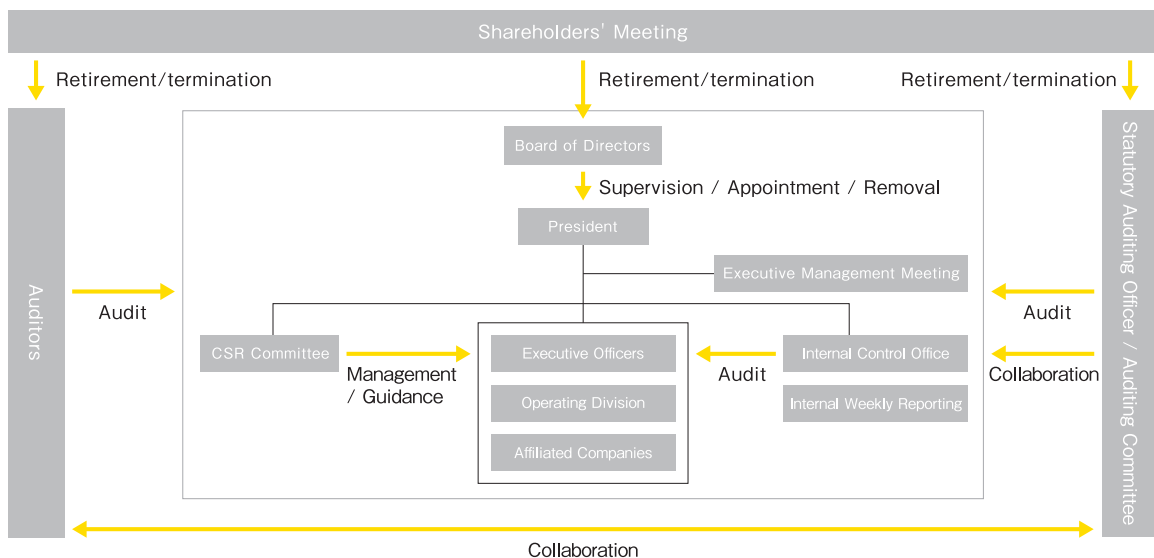 Shareholders' Meeting
Retirement/termination
Retirement/termination
Retirement/termination
Board of Directors
Supervision / Appointment / Removal
President
Executive Management Meeting
Auditors
Audit
Statutory Auditing Officer / Auditing Committee
Audit
CSR Committee
Management
/ Guidance
Executive Officers
Operating Division
Affiliated Companies
Audit
Internal Control Office
Internal Weekly Reporting
Collaboration
Collaboration